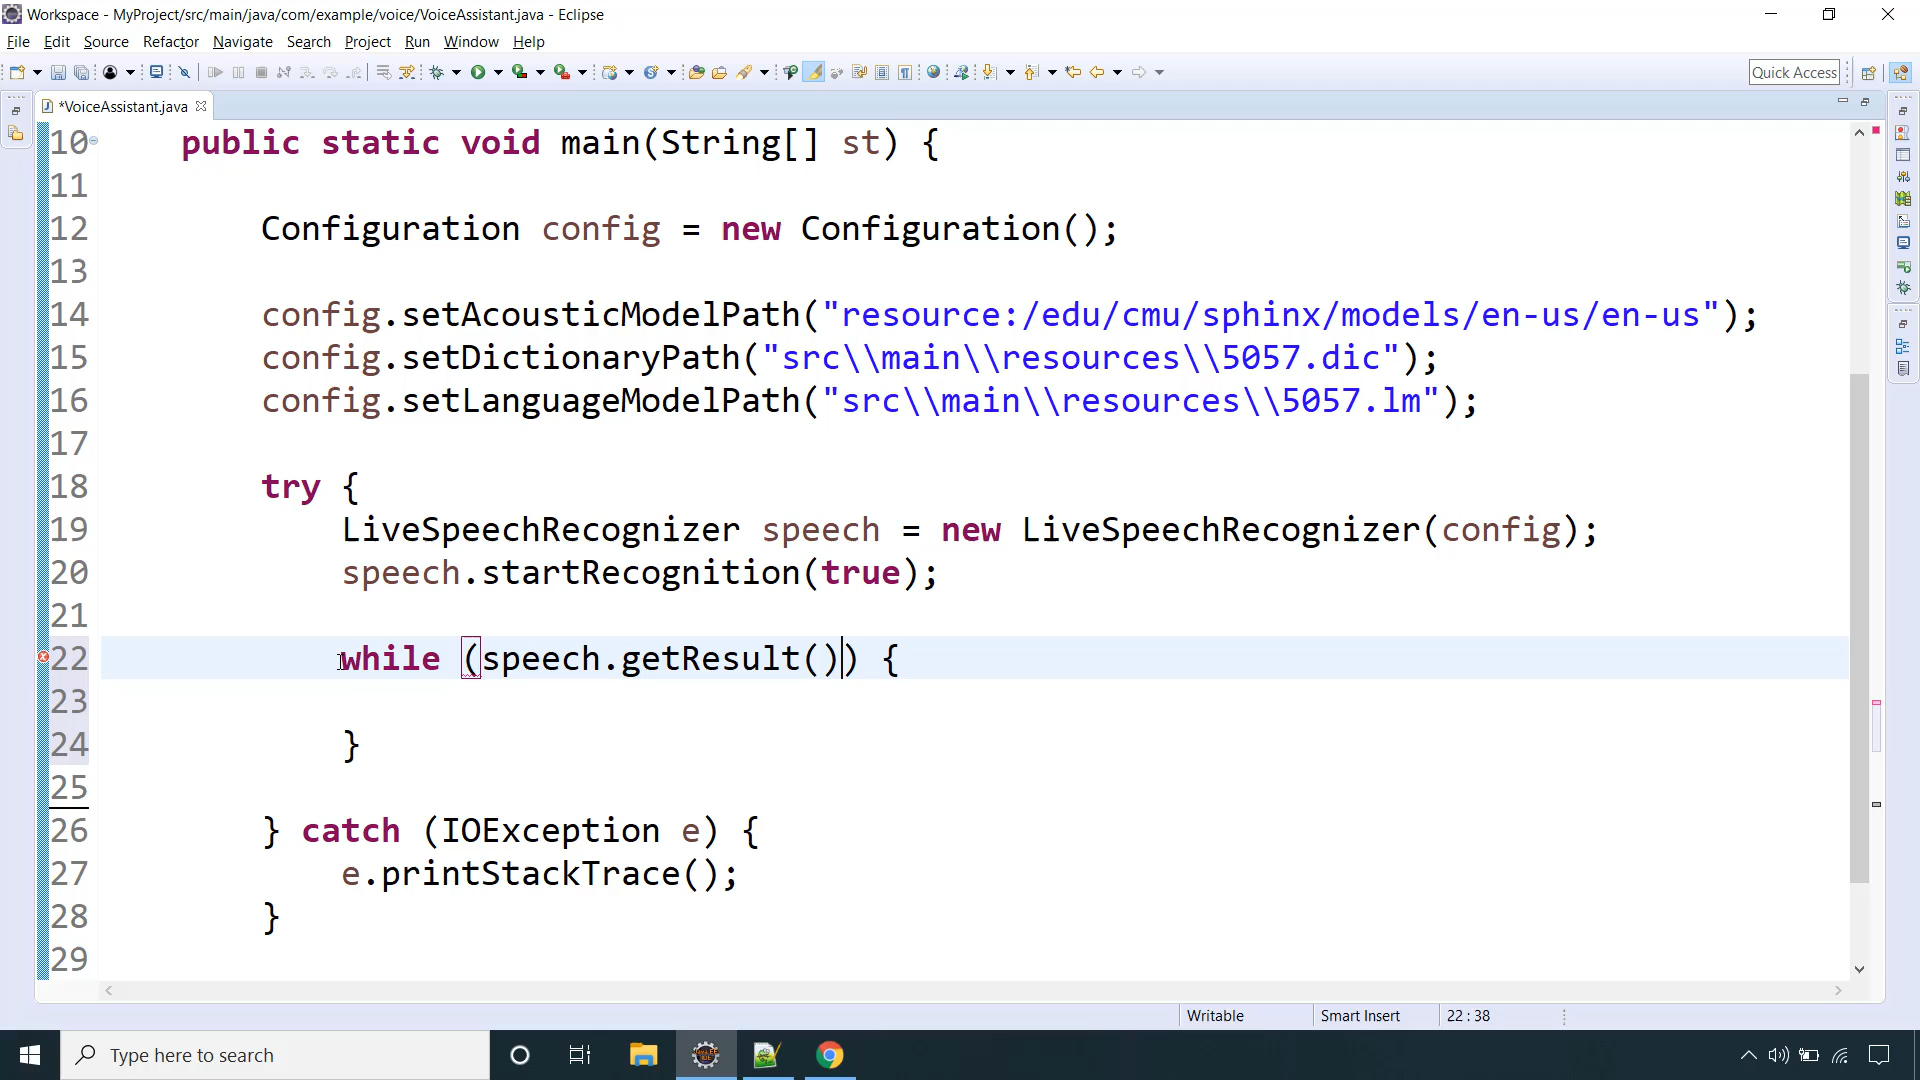 Workspace - MyProject/src/main/java/com/example/voice/VoiceAssistant.java - Eclipse
File Edit Source Refactor Navigate Search Project Run Window Help
Quick Access
*VoiceAssistant.java
10 public static void main(String[] st) {
11
12 Configuration config = new Configuration();
13
14 config.setAcousticModelPath("resource:/edu/cmu/sphinx/models/en-us/en-us");
15 config.setDictionaryPath("src\\main\\resources\\5057.dic");
16 config.setLanguageModelPath("src\\main\\resources\\5057.lm");
17
18 try {
19 LiveSpeechRecognizer speech = new LiveSpeechRecognizer(config);
20 speech.startRecognition(true);
21
22 while (speech.getResult()) {
23
24 }
25
26 } catch (IOException e) {
27 e.printStackTrace();
28 }
29
Writable Smart Insert 22 : 38
Type here to search